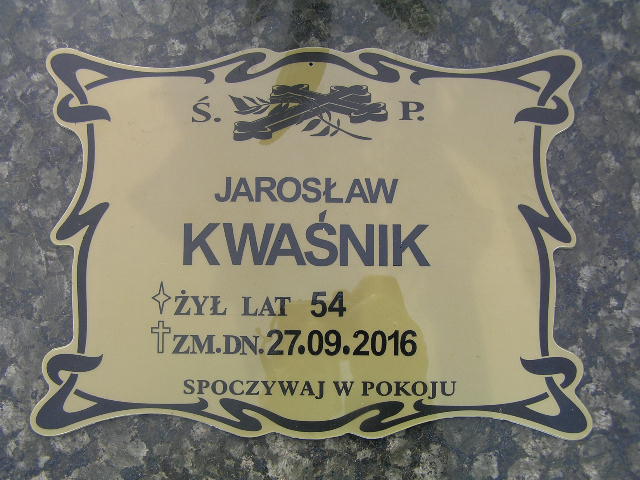 Ś. P.
JAROSŁAW
KWAŚNIK
ŻYŁ LAT 54
ZM.DN.27.09.2016
SPOCZYWAJ W POKOJU